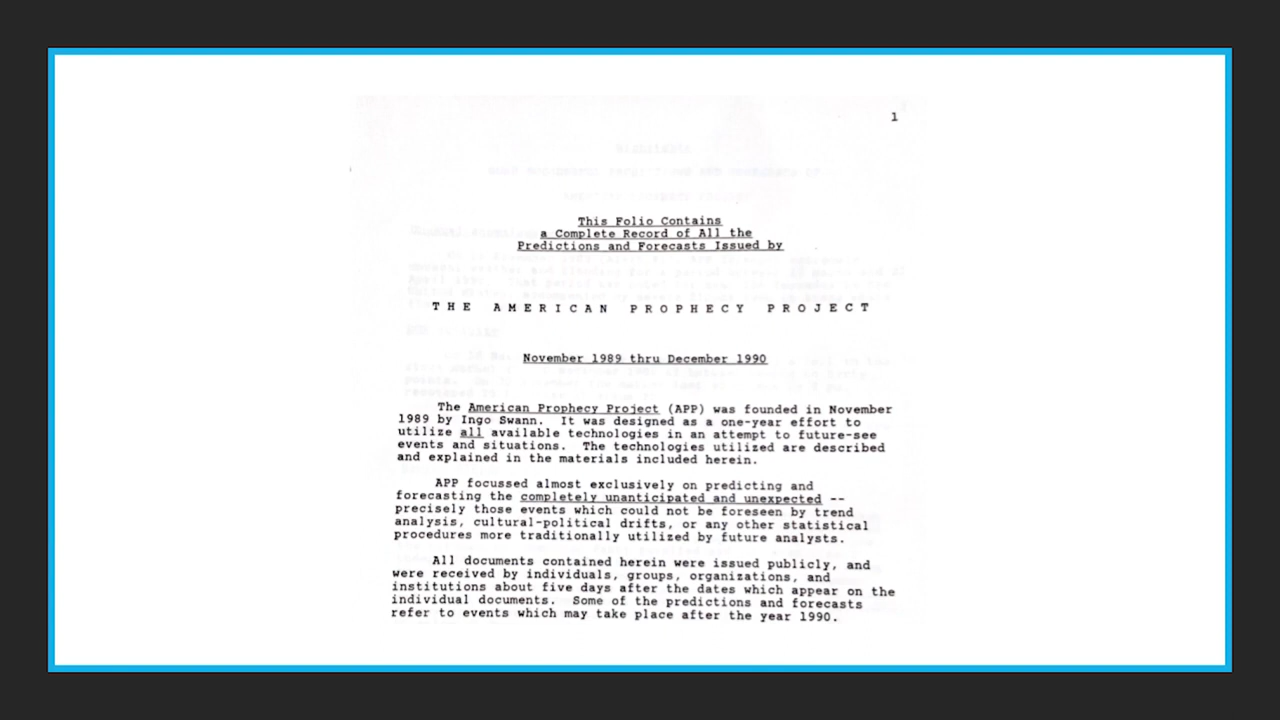 1
This Folio Contains
a Complete Record of All the
Predictions and Forecasts Issued by
THE AMERICAN PROPHECY PROJECT
November 1989 thru December 1990
The American Prophecy Project (APP) was founded in November
1989 by Ingo Swann. It was designed as a one-year effort to
utilize all available technologies in an attempt to future-see
events and situations. The technologies utilized are described
and explained in the materials included herein.
APP focussed almost exclusively on predicting and
forecasting the completely unanticipated and unexpected --
precisely those events which could not be foreseen by trend
analysis, cultural-political drifts, or any other statistical
procedures more traditionally utilized by future analysts.
All documents contained herein were issued publicly, and
were received by individuals, groups, organizations, and
institutions about five days after the dates which appear on the
individual documents. Some of the predictions and forecasts
refer to events which may take place after the year 1990.